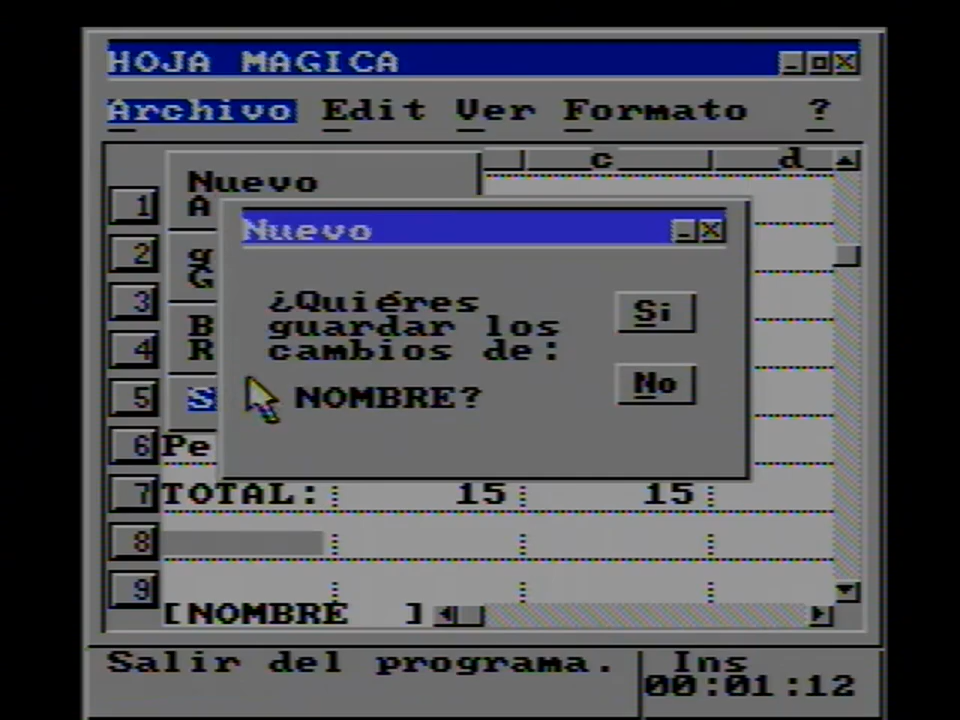 HOJA MAGICA
Archivo Edit Ver Formato ?
c d
Nuevo
1 A
Nuevo
2 g
G
¿Quiéres
guardar los
cambios de:
Si
3
B
4 R
5 S
NOMBRE?
No
6 Pe
7 TOTAL: 15 15
8
9
[NOMBRE ]
Salir del programa. Ins
00:01:12